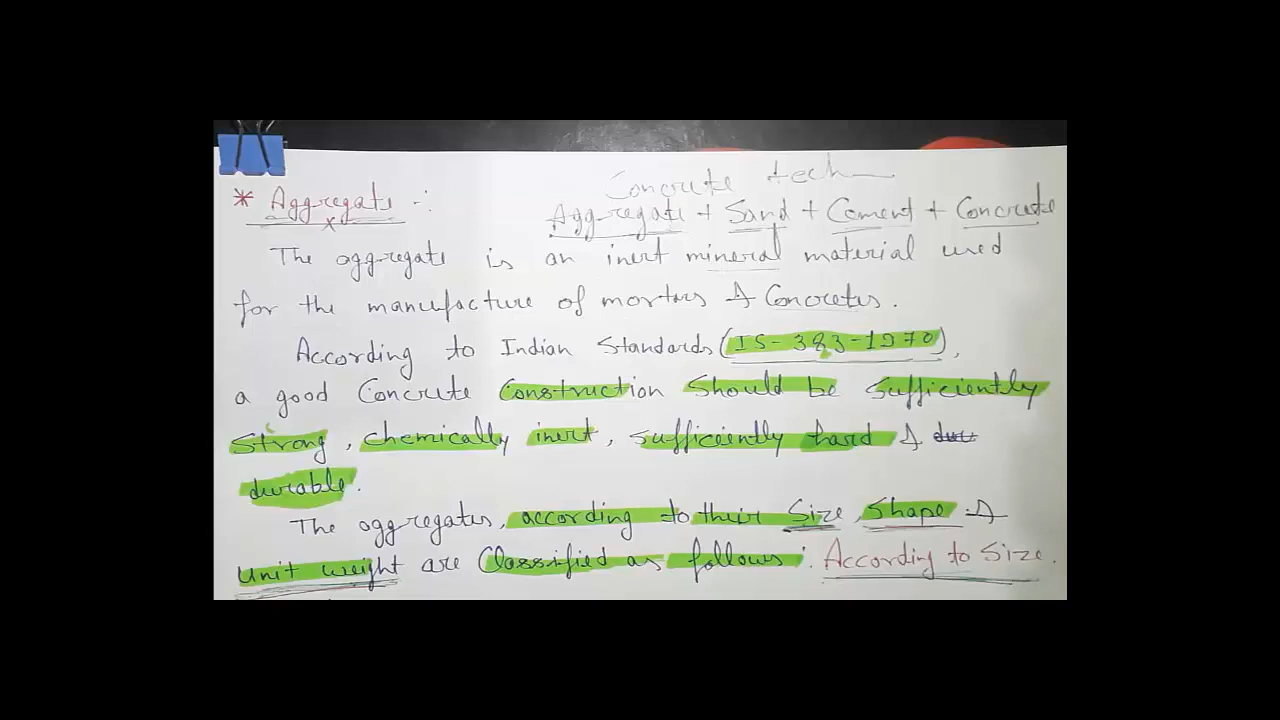 Concrete tech
* Aggregate -:
Aggregate + Sand + Cement + Concrete
The aggregate is an inert mineral material used
for the manufacture of mortars & Concretes.
According to Indian Standards (IS-383-1970),
a good Concrete Construction should be sufficiently
strong, chemically inert, sufficiently hard &
durable.
The aggregates, according to their Size, Shape &
unit weight are Classified as follows: According to Size.